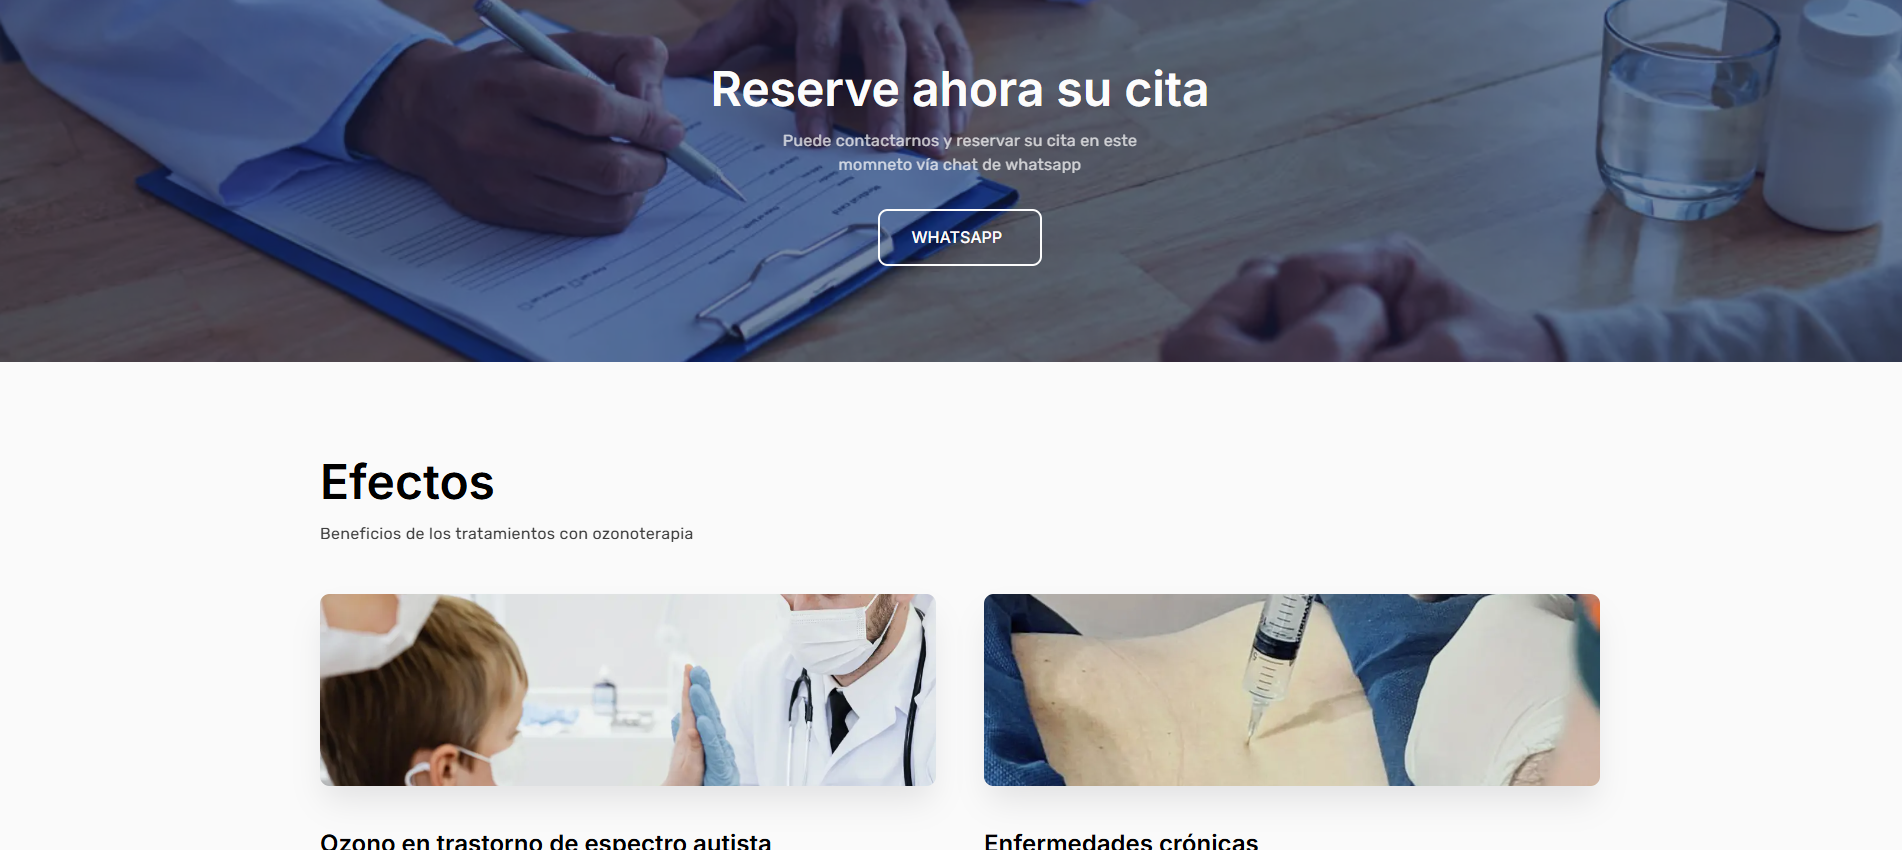 Reserve ahora su cita
Puede contactarnos y reservar su cita en este
momneto vía chat de whatsapp
WHATSAPP
Efectos
Beneficios de los tratamientos con ozonoterapia
Ozono en trastorno de espectro autista
Enfermedades crónicas